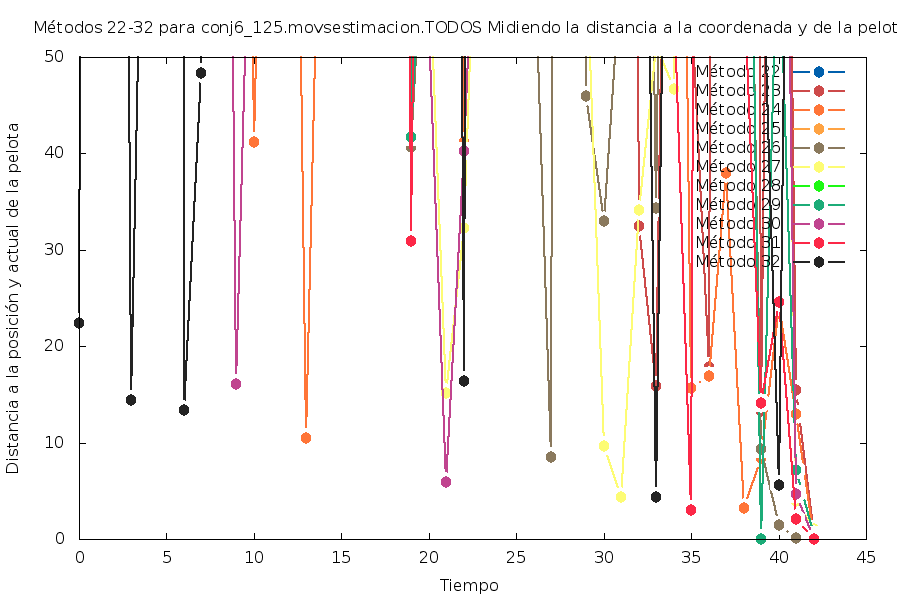 Métodos 22-32 para conj6_125.movsestimacion.TODOS Midiendo la distancia a la coordenada y de la pelot
50
40
30
20
10
0
0 5 10 15 20 25 30 35 40 45
Distancia a la posición y actual de la pelota
Tiempo
Método 22
Método 23
Método 24
Método 25
Método 26
Método 27
Método 28
Método 29
Método 30
Método 31
Método 32